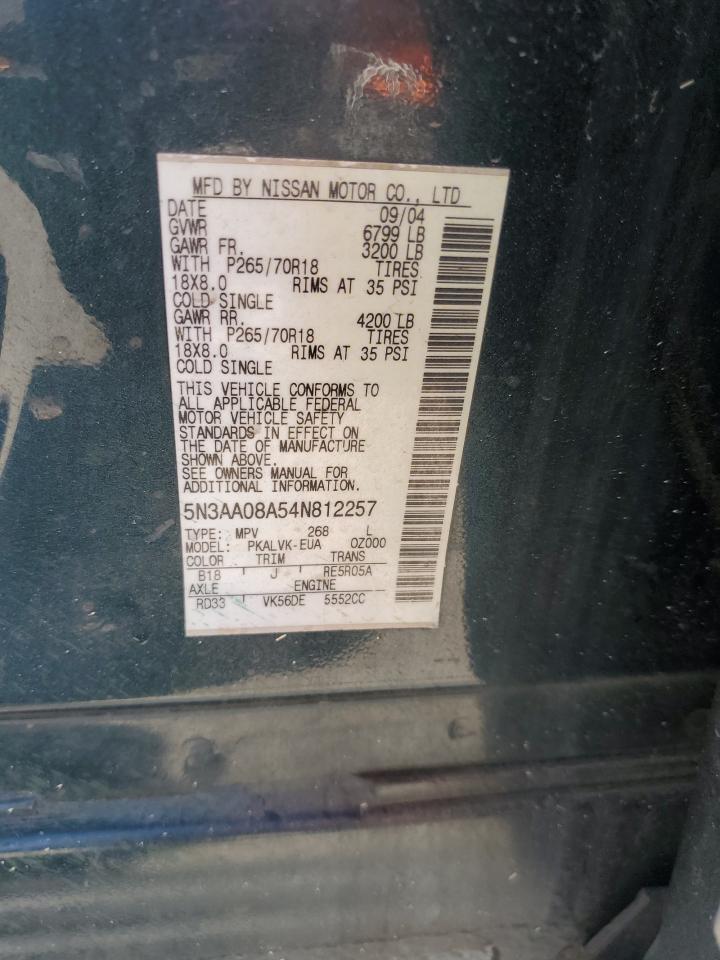 MFD BY NISSAN MOTOR CO., LTD
DATE 09/04
GVWR 6799 LB
GAWR FR. 3200 LB
WITH P265/70R18 TIRES
18X8.0 RIMS AT 35 PSI
COLD SINGLE
GAWR RR. 4200 LB
WITH P265/70R18 TIRES
18X8.0 RIMS AT 35 PSI
COLD SINGLE
THIS VEHICLE CONFORMS TO
ALL APPLICABLE FEDERAL
MOTOR VEHICLE SAFETY
STANDARDS IN EFFECT ON
THE DATE OF MANUFACTURE
SHOWN ABOVE.
SEE OWNERS MANUAL FOR
ADDITIONAL INFORMATION
5N3AA08A54N812257
TYPE: MPV 268 L
MODEL: PKALVK-EUA OZ000
COLOR TRIM TRANS
B18 J RE5R05A
AXLE ENGINE
RD33 VK56DE 5552CC